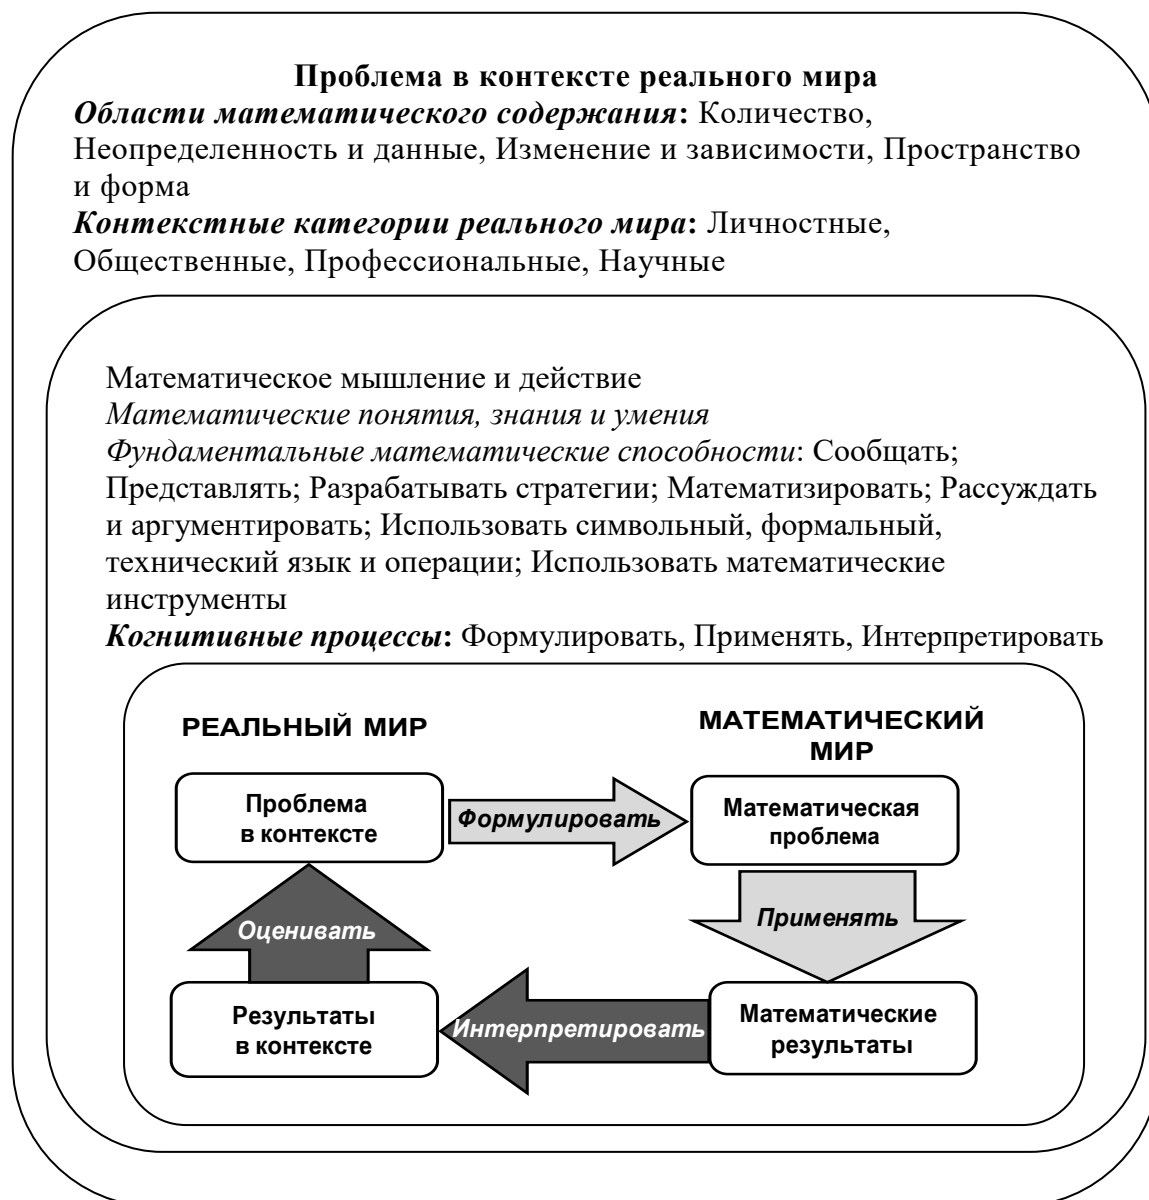 Проблема в контексте реального мира
Области математического содержания: Количество,
Неопределенность и данные, Изменение и зависимости, Пространство
и форма
Контекстные категории реального мира: Личностные,
Общественные, Профессиональные, Научные
Математическое мышление и действие
Математические понятия, знания и умения
Фундаментальные математические способности: Сообщать;
Представлять; Разрабатывать стратегии; Математизировать; Рассуждать
и аргументировать; Использовать символьный, формальный,
технический язык и операции; Использовать математические
инструменты
Когнитивные процессы: Формулировать, Применять, Интерпретировать
РЕАЛЬНЫЙ МИР
МАТЕМАТИЧЕСКИЙ
МИР
Проблема
в контексте
Формулировать
Математическая
проблема
Оценивать
Применять
Результаты
в контексте
Интерпретировать
Математические
результаты